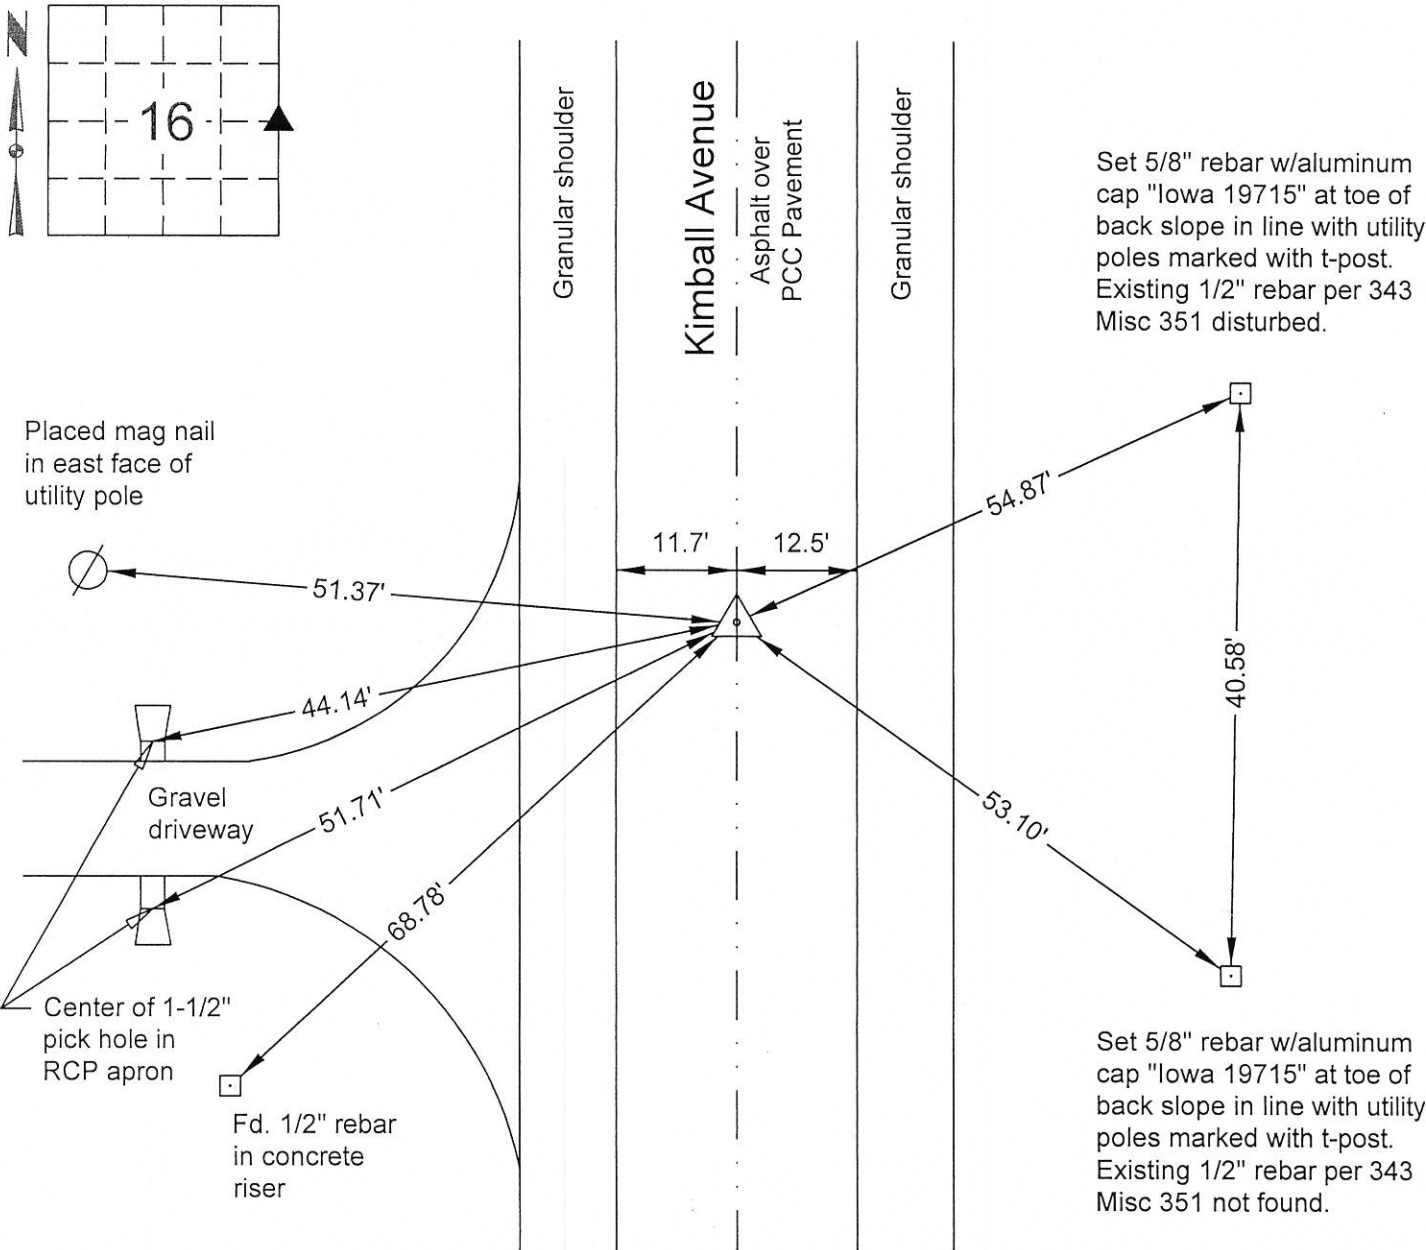 N
16
Granular shoulder
Kimball Avenue
Asphalt over
PCC Pavement
Granular shoulder
Set 5/8" rebar w/aluminum
cap "Iowa 19715" at toe of
back slope in line with utility
poles marked with t-post.
Existing 1/2" rebar per 343
Misc 351 disturbed.
Placed mag nail
in east face of
utility pole
54.87'
11.7'
12.5'
51.37'
44.14'
40.58'
Gravel
driveway
51.71'
53.10'
68.78'
Center of 1-1/2"
pick hole in
RCP apron
Fd. 1/2" rebar
in concrete
riser
Set 5/8" rebar w/aluminum
cap "Iowa 19715" at toe of
back slope in line with utility
poles marked with t-post.
Existing 1/2" rebar per 343
Misc 351 not found.